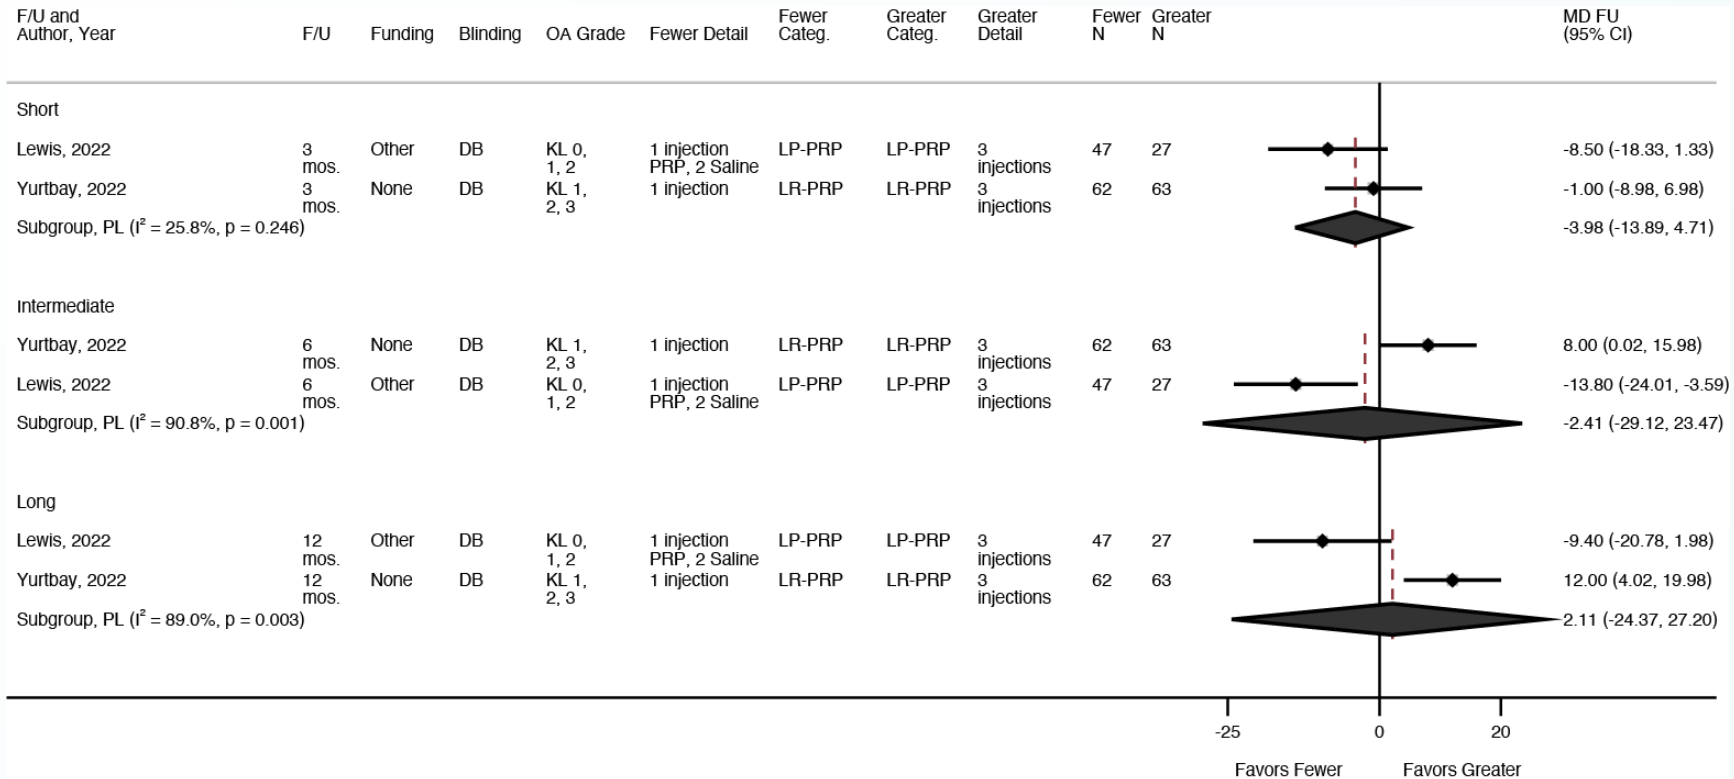 F/U and Author, Year F/U Funding Blinding OA Grade Fewer Detail Fewer Categ. Greater Categ. Greater Detail Fewer N Greater N MD FU (95% CI)
Short
Lewis, 2022 3 mos. Other DB KL 0, 1, 2 1 injection PRP, 2 Saline LP-PRP LP-PRP 3 injections 47 27 -8.50 (-18.33, 1.33)
Yurtbay, 2022 3 mos. None DB KL 1, 2, 3 1 injection LR-PRP LR-PRP 3 injections 62 63 -1.00 (-8.98, 6.98)
Subgroup, PL (I² = 25.8%, p = 0.246) -3.98 (-13.89, 4.71)
Intermediate
Yurtbay, 2022 6 mos. None DB KL 1, 2, 3 1 injection LR-PRP LR-PRP 3 injections 62 63 8.00 (0.02, 15.98)
Lewis, 2022 6 mos. Other DB KL 0, 1, 2 1 injection PRP, 2 Saline LP-PRP LP-PRP 3 injections 47 27 -13.80 (-24.01, -3.59)
Subgroup, PL (I² = 90.8%, p = 0.001) -2.41 (-29.12, 23.47)
Long
Lewis, 2022 12 mos. Other DB KL 0, 1, 2 1 injection PRP, 2 Saline LP-PRP LP-PRP 3 injections 47 27 -9.40 (-20.78, 1.98)
Yurtbay, 2022 12 mos. None DB KL 1, 2, 3 1 injection LR-PRP LR-PRP 3 injections 62 63 12.00 (4.02, 19.98)
Subgroup, PL (I² = 89.0%, p = 0.003) 2.11 (-24.37, 27.20)
-25 0 20
Favors Fewer Favors Greater